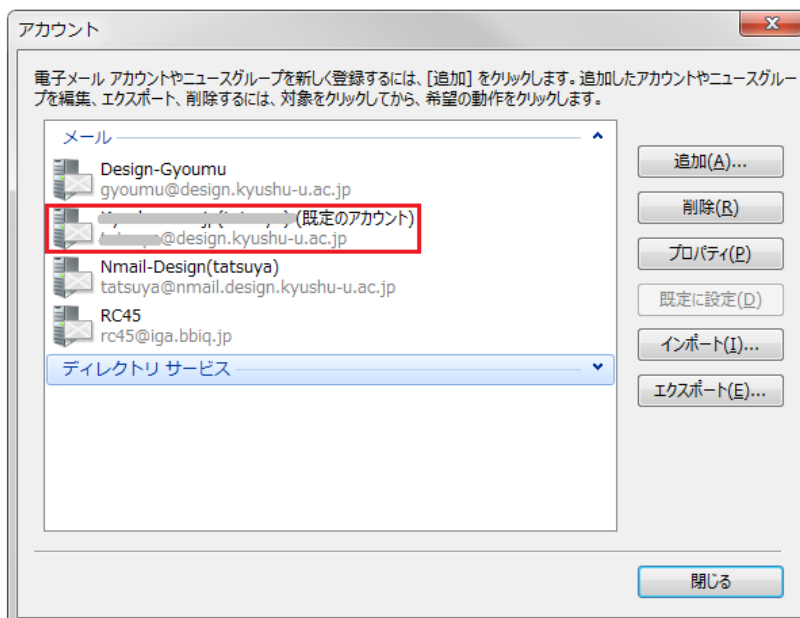 アカウント
電子メール アカウントやニュースグループを新しく登録するには、[追加] をクリックします。追加したアカウントやニュースグルー
プを編集、エクスポート、削除するには、対象をクリックしてから、希望の動作をクリックします。
メール
Design-Gyoumu
gyoumu@design.kyushu-u.ac.jp
(既定のアカウント)
@design.kyushu-u.ac.jp
Nmail-Design(tatsuya)
tatsuya@nmail.design.kyushu-u.ac.jp
RC45
rc45@iga.bbiq.jp
ディレクトリ サービス
追加(A)...
削除(R)
プロパティ(P)
既定に設定(D)
インポート(I)...
エクスポート(E)...
閉じる